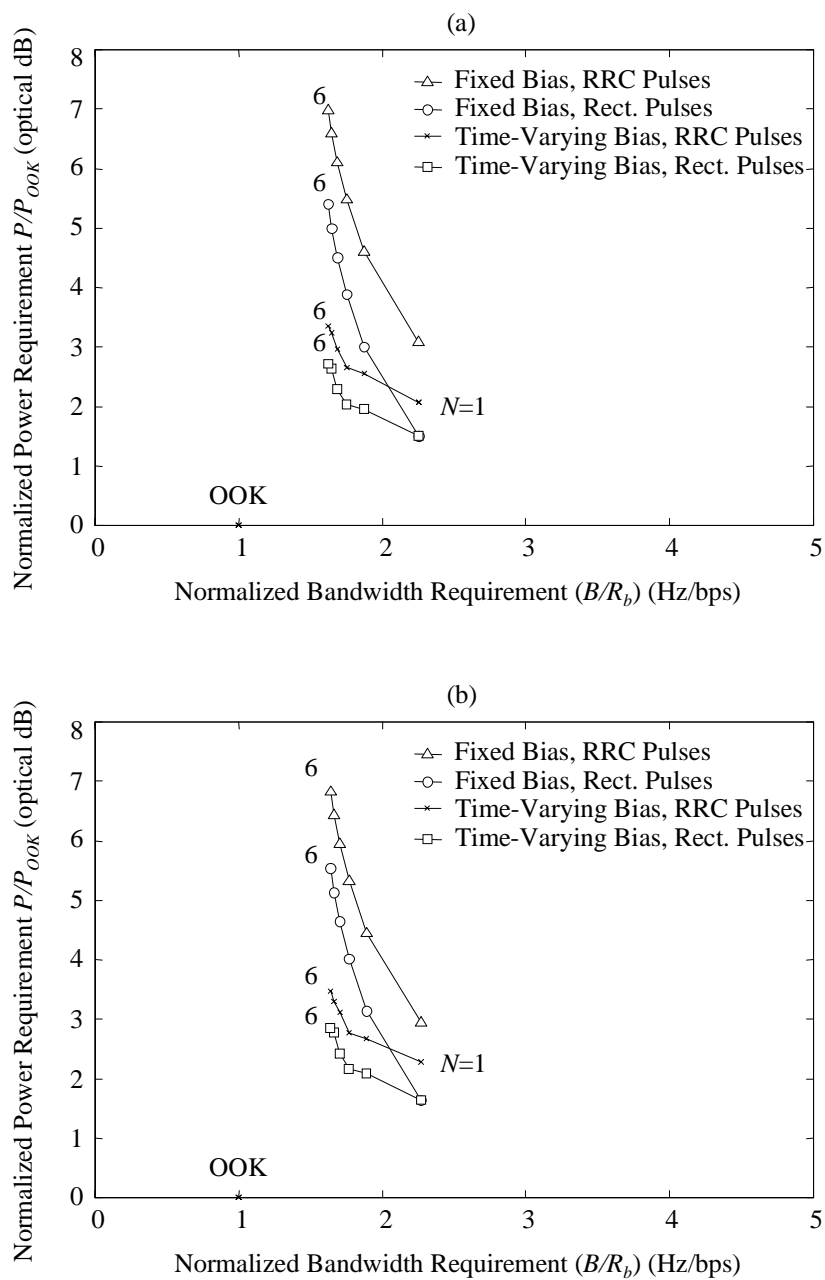 (a)
8
7
6
5
4
3
2
1
0
Normalized Power Requirement P/P_OOK (optical dB)
Fixed Bias, RRC Pulses
Fixed Bias, Rect. Pulses
Time-Varying Bias, RRC Pulses
Time-Varying Bias, Rect. Pulses
6
6
6
6
N=1
OOK
0 1 2 3 4 5
Normalized Bandwidth Requirement (B/R_b) (Hz/bps)
(b)
8
7
6
5
4
3
2
1
0
Normalized Power Requirement P/P_OOK (optical dB)
Fixed Bias, RRC Pulses
Fixed Bias, Rect. Pulses
Time-Varying Bias, RRC Pulses
Time-Varying Bias, Rect. Pulses
6
6
6
6
N=1
OOK
0 1 2 3 4 5
Normalized Bandwidth Requirement (B/R_b) (Hz/bps)